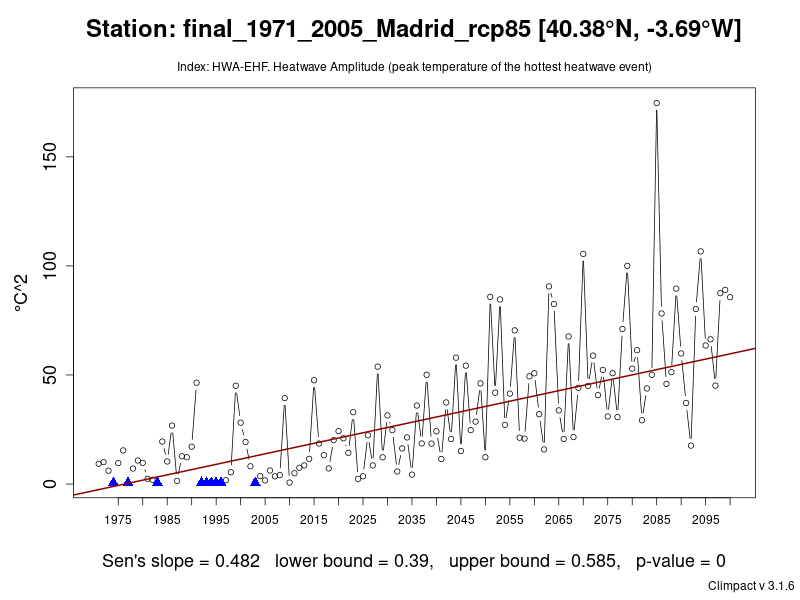 Station: final_1971_2005_Madrid_rcp85 [40.38°N, -3.69°W]
Index: HWA-EHF. Heatwave Amplitude (peak temperature of the hottest heatwave event)
°C^2
150
100
50
0
1975 1985 1995 2005 2015 2025 2035 2045 2055 2065 2075 2085 2095
Sen's slope = 0.482 lower bound = 0.39, upper bound = 0.585, p-value = 0
Climpact v 3.1.6